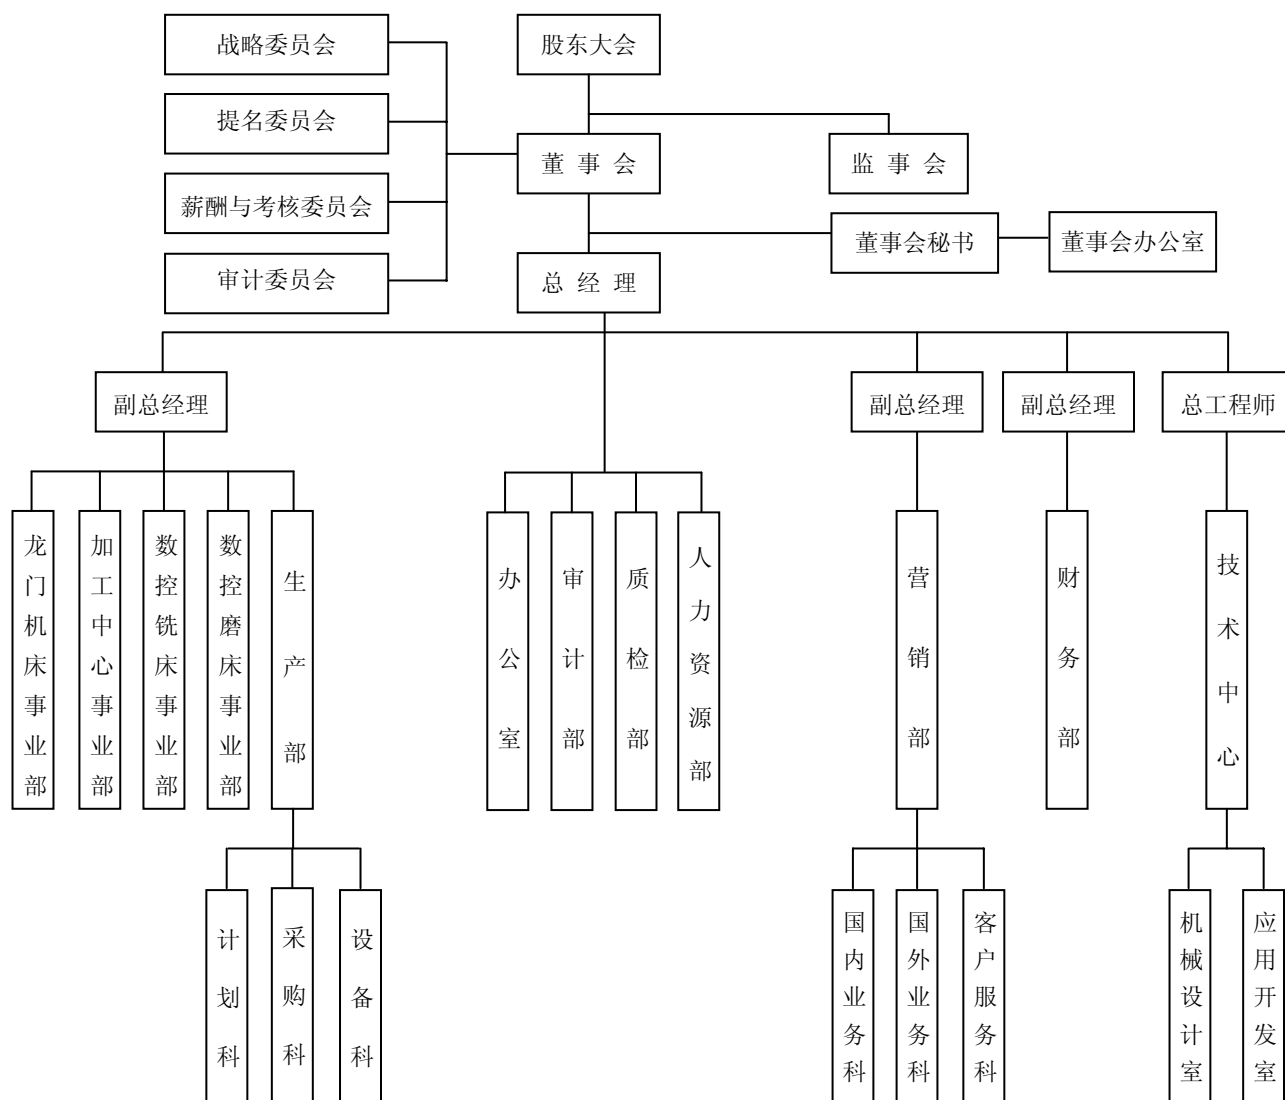 战略委员会
股东大会
提名委员会
董 事 会
监 事 会
薪酬与考核委员会
董事会秘书
董事会办公室
审计委员会
总 经 理
副总经理
副总经理
副总经理
总工程师
龙门机床事业部
加工中心事业部
数控铣床事业部
数控磨床事业部
生产部
办公室
审计部
质检部
人力资源部
营销部
财务部
技术中心
计划科
采购科
设备科
国内业务科
国外业务科
客户服务科
机械设计室
应用开发室